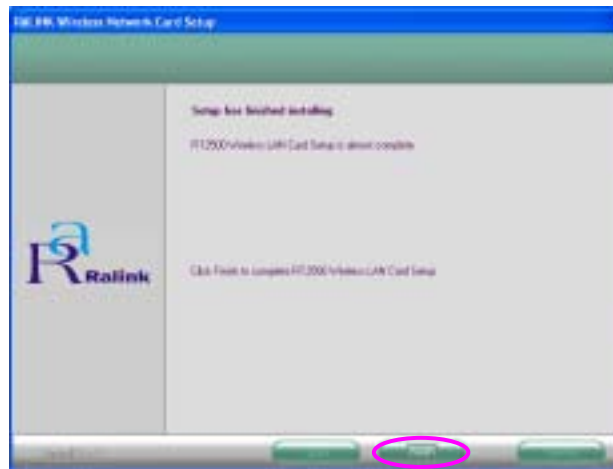 RaLINK Wireless Network Card Setup
Setup has finished installing
RT2500 Wireless LAN Card Setup is almost complete
Ralink
Click Finish to complete RT2500 Wireless LAN Card Setup